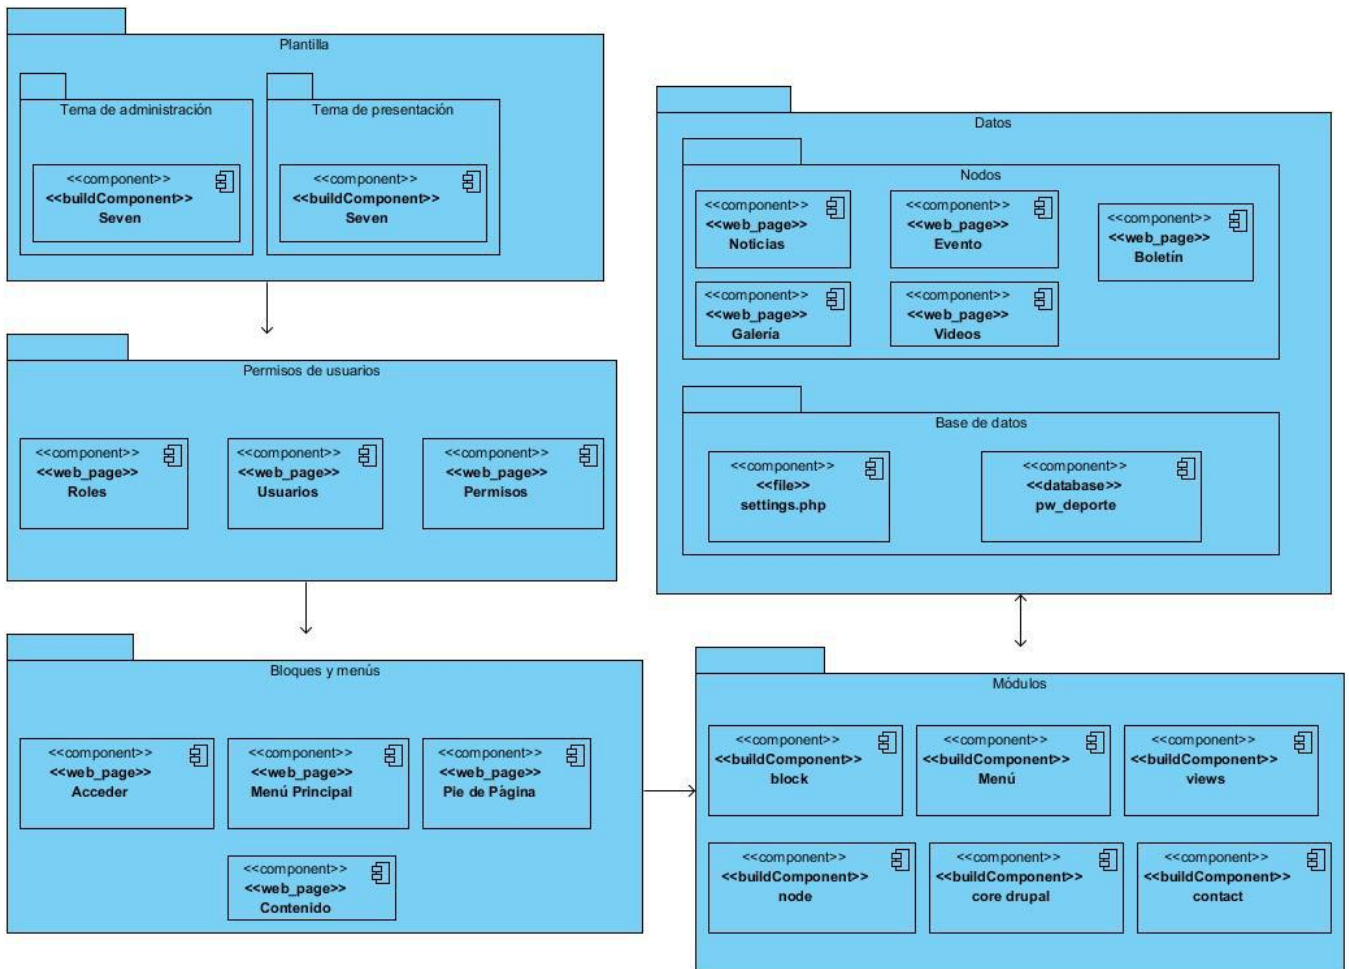 Plantilla
Tema de administración
<<component>>
<<buildComponent>>
Seven
Tema de presentación
<<component>>
<<buildComponent>>
Seven
Permisos de usuarios
<<component>>
<<web_page>>
Roles
<<component>>
<<web_page>>
Usuarios
<<component>>
<<web_page>>
Permisos
Bloques y menús
<<component>>
<<web_page>>
Acceder
<<component>>
<<web_page>>
Menú Principal
<<component>>
<<web_page>>
Pie de Página
<<component>>
<<web_page>>
Contenido
Datos
Nodos
<<component>>
<<web_page>>
Noticias
<<component>>
<<web_page>>
Evento
<<component>>
<<web_page>>
Boletín
<<component>>
<<web_page>>
Galería
<<component>>
<<web_page>>
Videos
Base de datos
<<component>>
<<file>>
settings.php
<<component>>
<<database>>
pw_deporte
Módulos
<<component>>
<<buildComponent>>
block
<<component>>
<<buildComponent>>
Menú
<<component>>
<<buildComponent>>
views
<<component>>
<<buildComponent>>
node
<<component>>
<<buildComponent>>
core drupal
<<component>>
<<buildComponent>>
contact